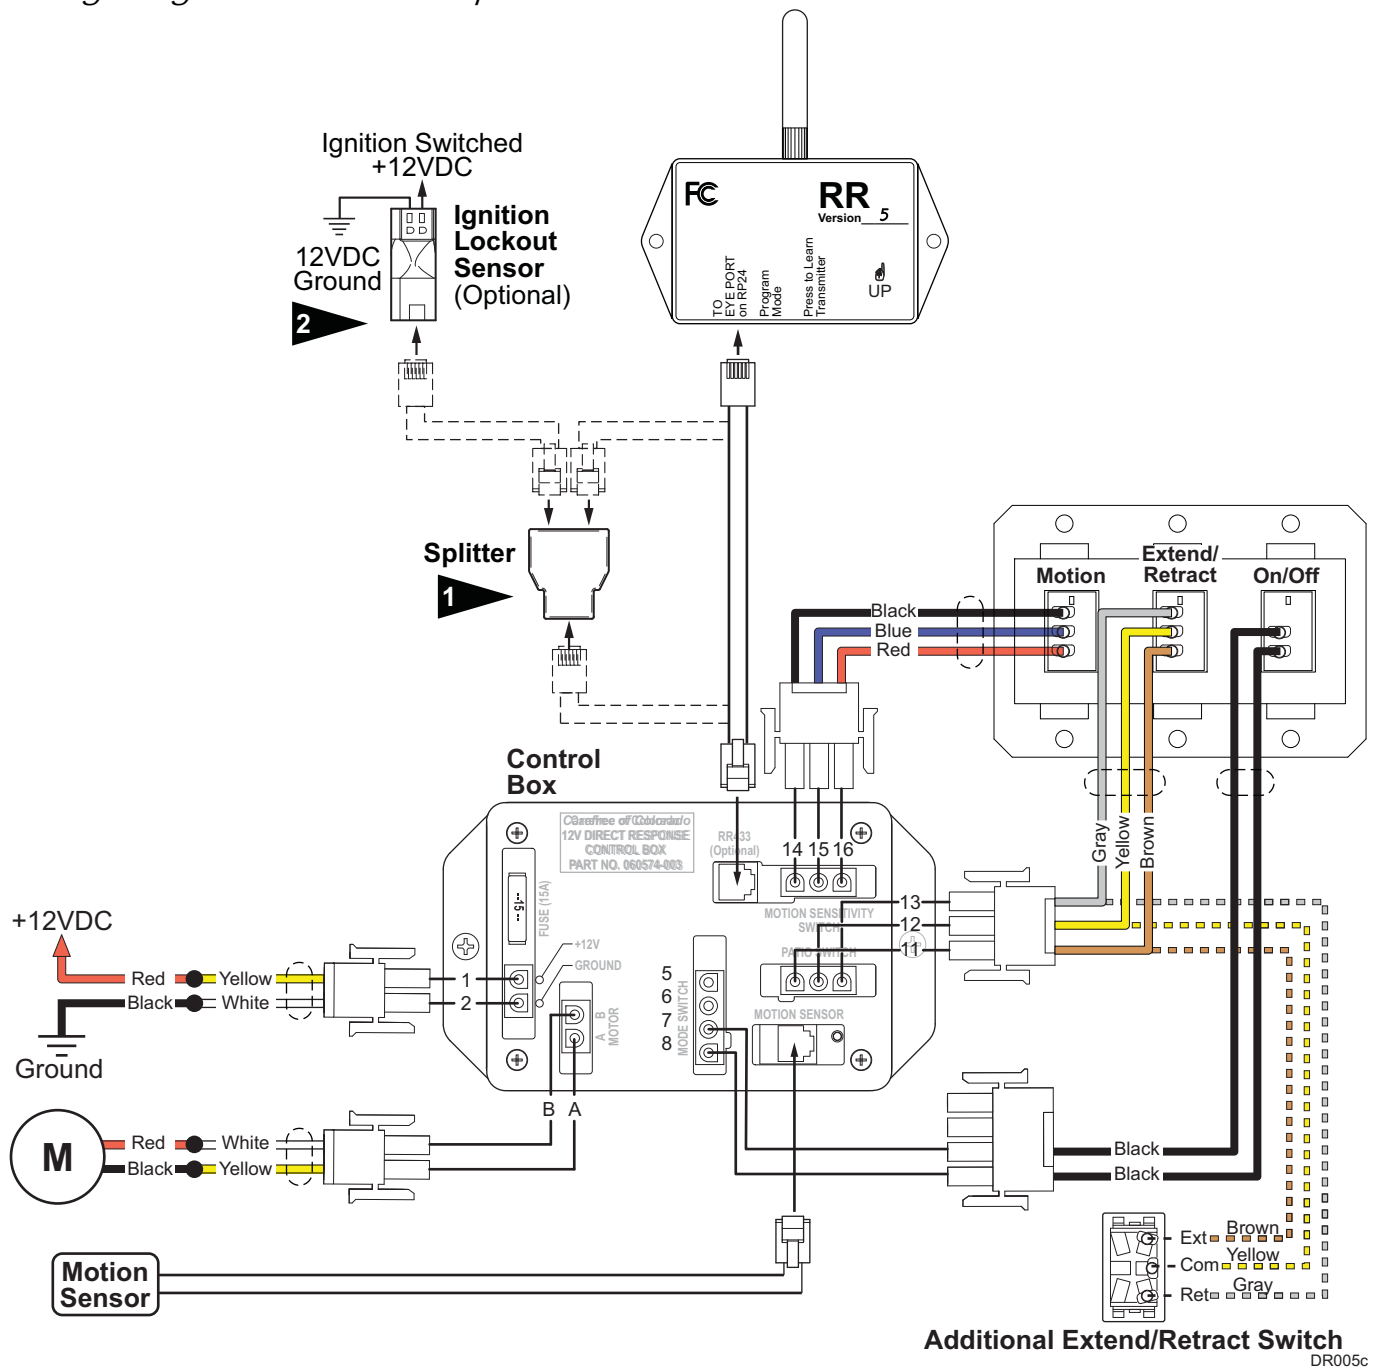 Ignition Switched
+12VDC
12VDC
Ground
Ignition
Lockout
Sensor
(Optional)
2
FC
RR
Version 5
TO
EYE PORT
on RP24
Program
Mode
Press to Learn
Transmitter
UP
Splitter
1
Motion
Extend/
Retract
On/Off
Black
Blue
Red
Control
Box
Carefree of Colorado
12V DIRECT RESPONSE
CONTROL BOX
PART NO. 060574-003
RR433
(Optional)
14 15 16
MOTION SENSITIVITY
SWITCH
FUSE (15A)
--15--
+12V
GROUND
13
12
11
PATIO SWITCH
Gray
Yellow
Brown
+12VDC
Red
Yellow
1
Black
White
2
Ground
A B
MOTOR
5
6
7
8
MODE SWITCH
MOTION SENSOR
B A
M
Red
White
Black
Yellow
Black
Black
Motion
Sensor
Ext
Brown
Com
Yellow
Ret
Gray
Additional Extend/Retract Switch
DR005c